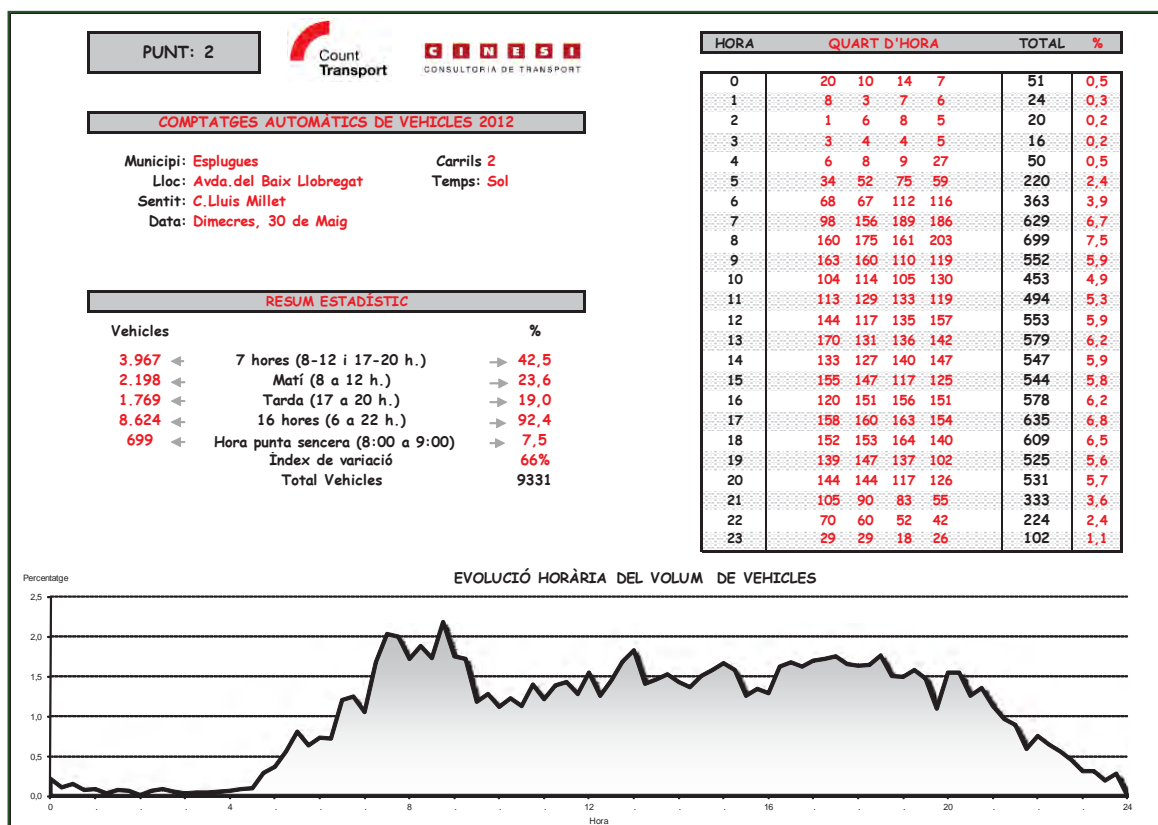 PUNT: 2
Count
Transport
CINESI
CONSULTORIA DE TRANSPORT
COMPTATGES AUTOMÀTICS DE VEHICLES 2012
Municipi: Esplugues Carrils 2
Lloc: Avda.del Baix Llobregat Temps: Sol
Sentit: C.Lluis Millet
Data: Dimecres, 30 de Maig
RESUM ESTADÍSTIC
Vehicles %
3.967 7 hores (8-12 i 17-20 h.) 42,5
2.198 Matí (8 a 12 h.) 23,6
1.769 Tarda (17 a 20 h.) 19,0
8.624 16 hores (6 a 22 h.) 92,4
699 Hora punta sencera (8:00 a 9:00) 7,5
Ìndex de variació 66%
Total Vehicles 9331
HORA QUART D'HORA TOTAL %
0 20 10 14 7 51 0,5
1 8 3 7 6 24 0,3
2 1 6 8 5 20 0,2
3 3 4 4 5 16 0,2
4 6 8 9 27 50 0,5
5 34 52 75 59 220 2,4
6 68 67 112 116 363 3,9
7 98 156 189 186 629 6,7
8 160 175 161 203 699 7,5
9 163 160 110 119 552 5,9
10 104 114 105 130 453 4,9
11 113 129 133 119 494 5,3
12 144 117 135 157 553 5,9
13 170 131 136 142 579 6,2
14 133 127 140 147 547 5,9
15 155 147 117 125 544 5,8
16 120 151 156 151 578 6,2
17 158 160 163 154 635 6,8
18 152 153 164 140 609 6,5
19 139 147 137 102 525 5,6
20 144 144 117 126 531 5,7
21 105 90 83 55 333 3,6
22 70 60 52 42 224 2,4
23 29 29 18 26 102 1,1
EVOLUCIÓ HORÀRIA DEL VOLUM DE VEHICLES
Percentatge
2,5
2,0
1,5
1,0
0,5
0,0
0 . . . 4 . . . 8 . . . 12 . . . 16 . . . 20 . . . 24
Hora